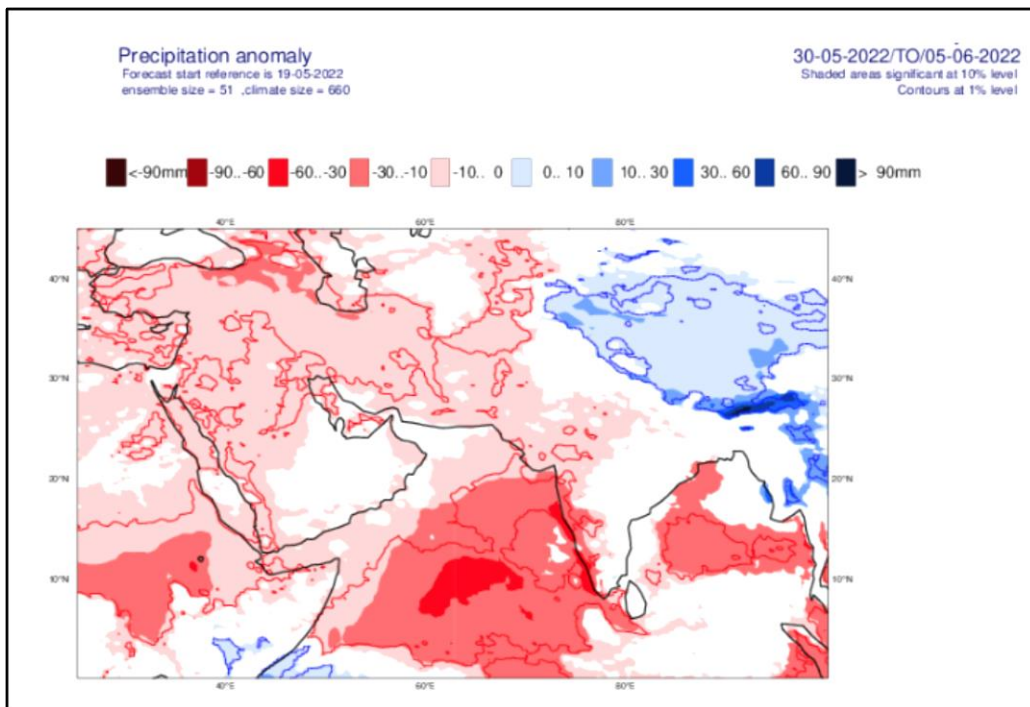 Precipitation anomaly
Forecast start reference is 19-05-2022
ensemble size = 51 ,climate size = 660
30-05-2022/TO/05-06-2022
Shaded areas significant at 10% level
Contours at 1% level
<-90mm -90..-60 -60..-30 -30..-10 -10.. 0 0.. 10 10.. 30 30.. 60 60.. 90 > 90mm
40°E 60°E 80°E
40°N 40°N
30°N 30°N
20°N 20°N
10°N 10°N
40°E 60°E 80°E